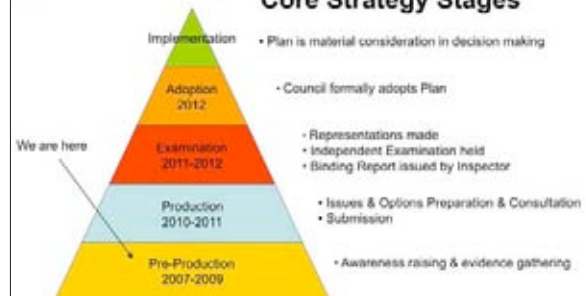 Core Strategy Stages
Implementation
• Plan is material consideration in decision making
Adoption
2012
• Council formally adopts Plan
Examination
2011-2012
• Representations made
• Independent Examination held
• Binding Report issued by Inspector
We are here
Production
2010-2011
• Issues & Options Preparation & Consultation
• Submission
Pre-Production
2007-2009
• Awareness raising & evidence gathering